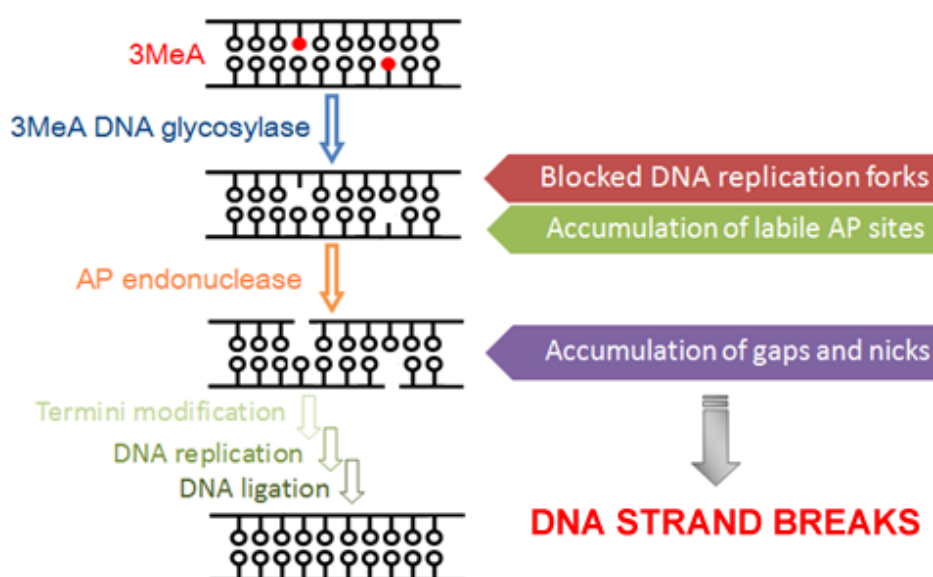 3MeA
3MeA DNA glycosylase
Blocked DNA replication forks
Accumulation of labile AP sites
AP endonuclease
Accumulation of gaps and nicks
Termini modification
DNA replication
DNA ligation
DNA STRAND BREAKS